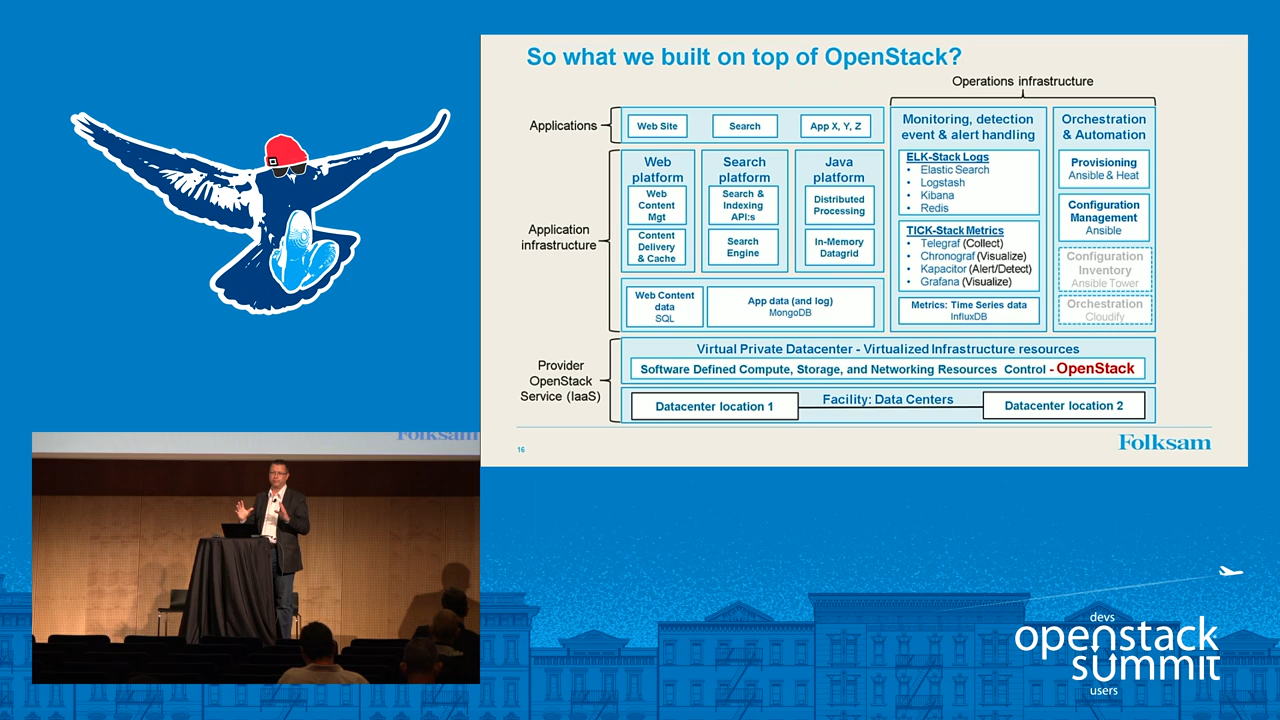 So what we built on top of OpenStack?
Operations infrastructure
Applications
Web Site
Search
App X, Y, Z
Application
infrastructure
Web
platform
Web
Content
Mgt
Content
Delivery
& Cache
Search
platform
Search &
Indexing
API:s
Search
Engine
Java
platform
Distributed
Processing
In-Memory
Datagrid
Web Content
data
SQL
App data (and log)
MongoDB
Monitoring, detection
event & alert handling
ELK-Stack Logs
• Elastic Search
• Logstash
• Kibana
• Redis
TICK-Stack Metrics
• Telegraf (Collect)
• Chronograf (Visualize)
• Kapacitor (Alert/Detect)
• Grafana (Visualize)
Metrics: Time Series data
InfluxDB
Orchestration
& Automation
Provisioning
Ansible & Heat
Configuration
Management
Ansible
Configuration
Inventory
Ansible Tower
Orchestration
Cloudify
Provider
OpenStack
Service (IaaS)
Virtual Private Datacenter - Virtualized Infrastructure resources
Software Defined Compute, Storage, and Networking Resources Control - OpenStack
Facility: Data Centers
Datacenter location 1
Datacenter location 2
16
Folksam
Folksam
devs
openstack
summit
users